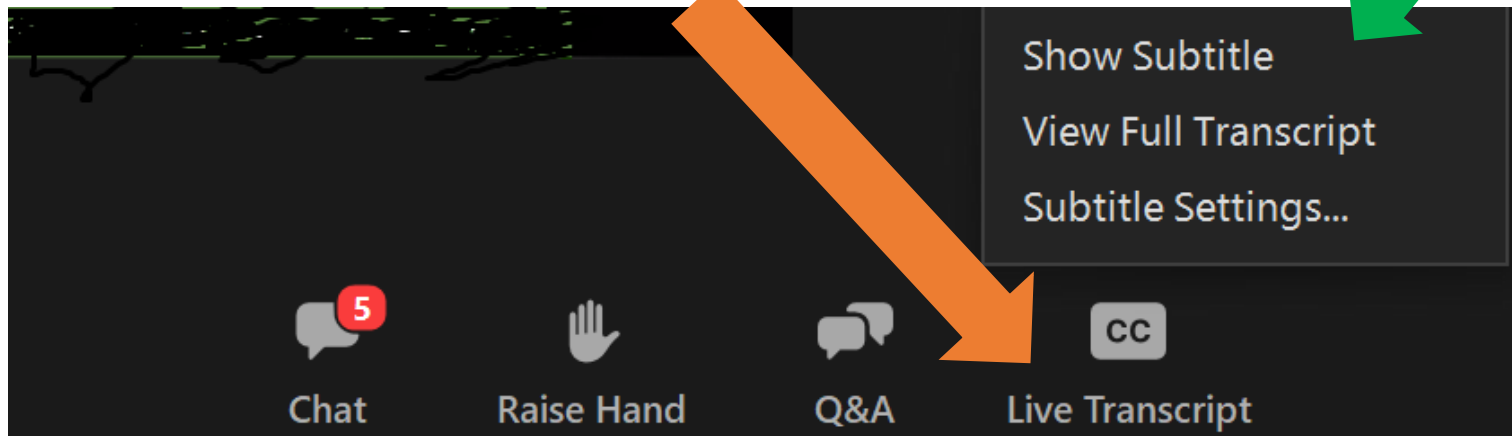 Show Subtitle
View Full Transcript
Subtitle Settings...
5
CC
Chat
Raise Hand
Q&A
Live Transcript